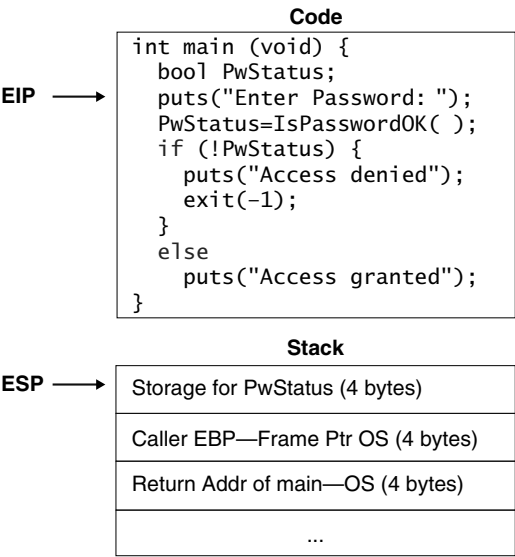 Code
int main (void) {
bool PwStatus;
EIP
puts("Enter Password: ");
PwStatus=IsPasswordOK( );
if (!PwStatus) {
puts("Access denied");
exit(–1);
}
else
puts("Access granted");
}
Stack
ESP
Storage for PwStatus (4 bytes)
Caller EBP—Frame Ptr OS (4 bytes)
Return Addr of main—OS (4 bytes)
...